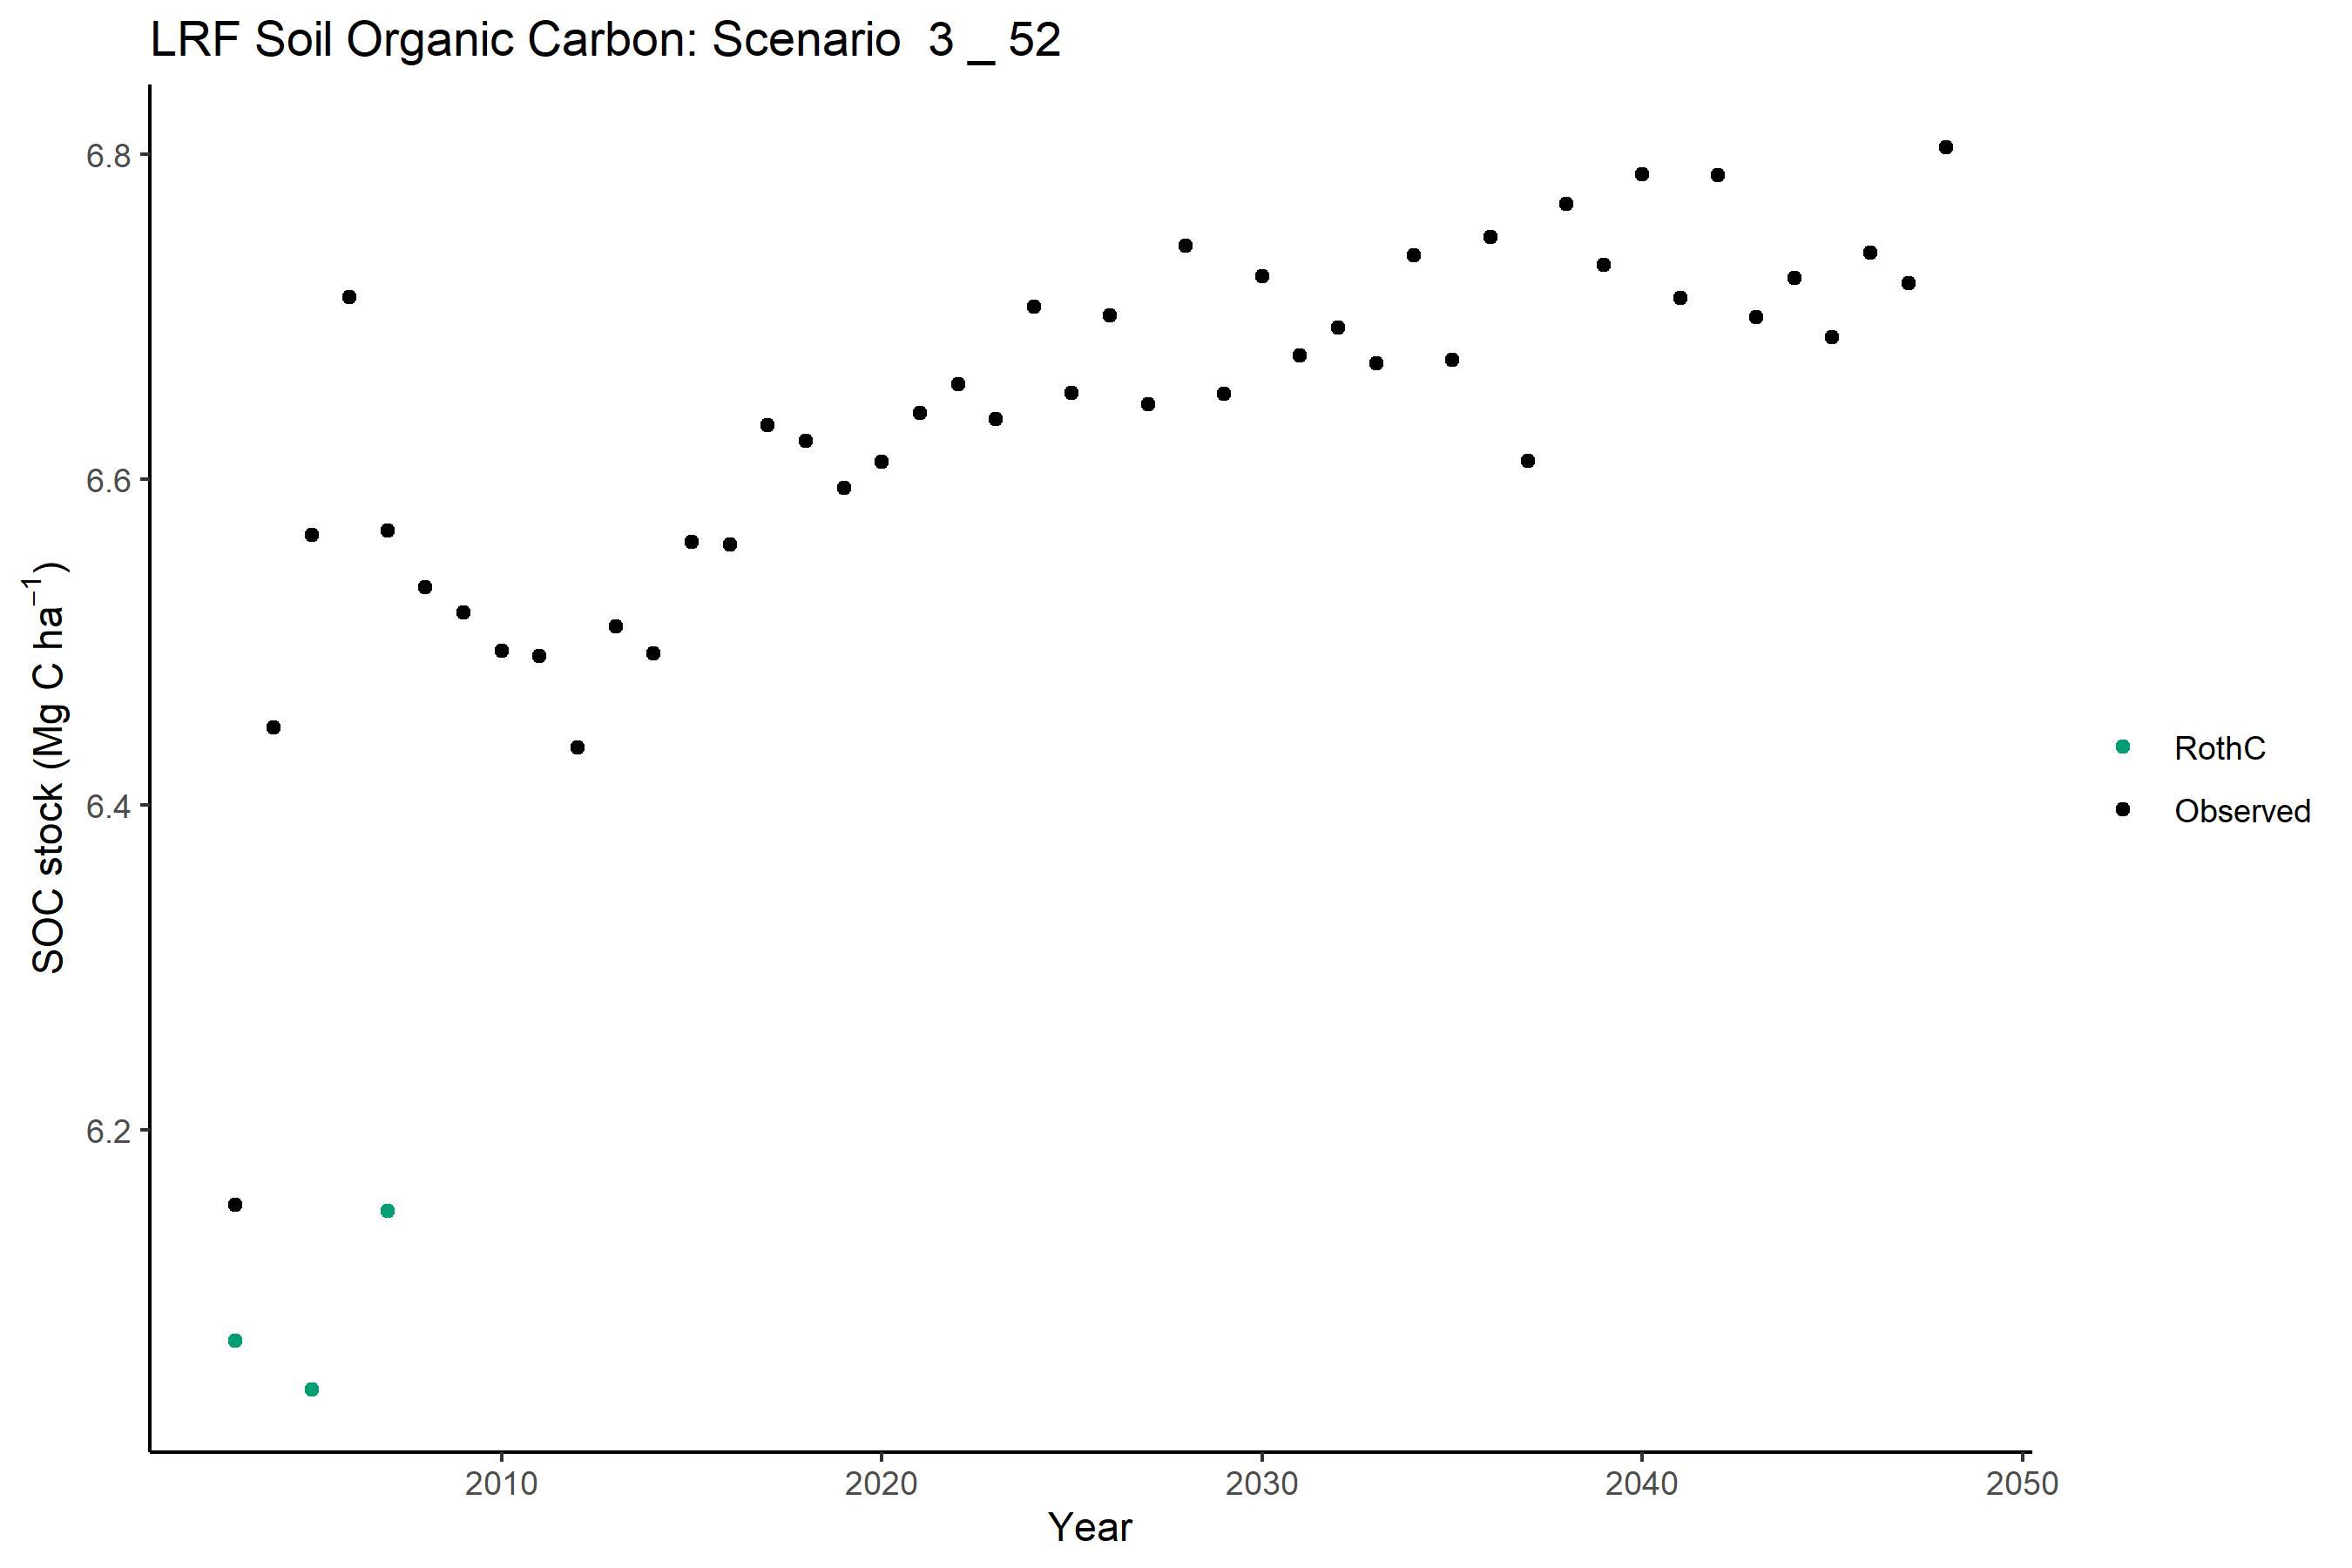 LRF Soil Organic Carbon: Scenario  3 _ 52
SOC stock (Mg C ha⁻¹)
6.8
6.6
6.4
6.2
2010
2020
2030
2040
2050
Year
RothC
Observed